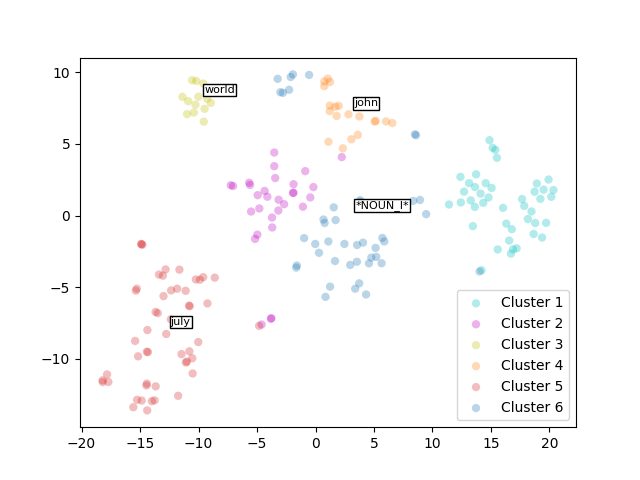 10
5
0
−5
−10
world
john
*NOUN_I*
july
Cluster 1
Cluster 2
Cluster 3
Cluster 4
Cluster 5
Cluster 6
−20 −15 −10 −5 0 5 10 15 20